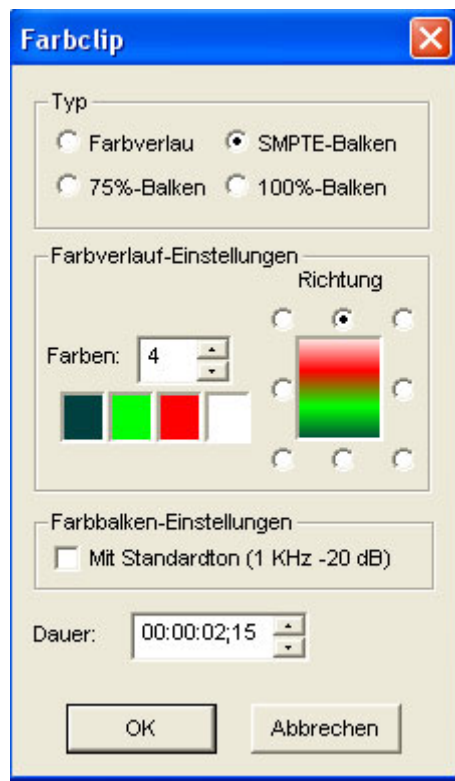 Farbclip
Typ
Farbverlau
SMPTE-Balken
75%-Balken
100%-Balken
Farbverlauf-Einstellungen
Richtung
Farben: 4
Farbbalken-Einstellungen
Mit Standardton (1 KHz -20 dB)
Dauer: 00:00:02;15
OK
Abbrechen